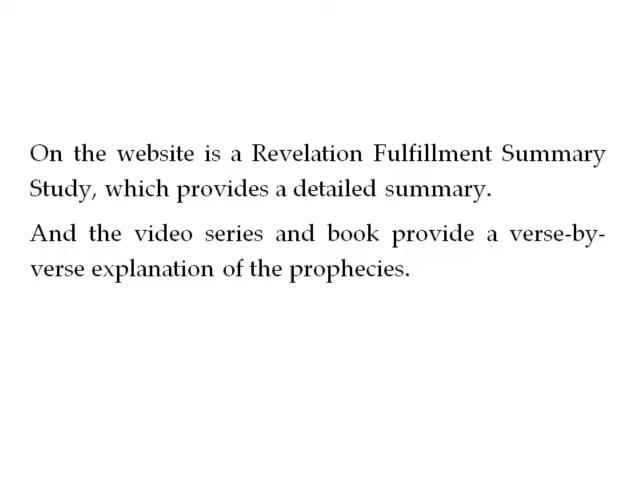 On the website is a Revelation Fulfillment Summary
Study, which provides a detailed summary.
And the video series and book provide a verse-by-
verse explanation of the prophecies.